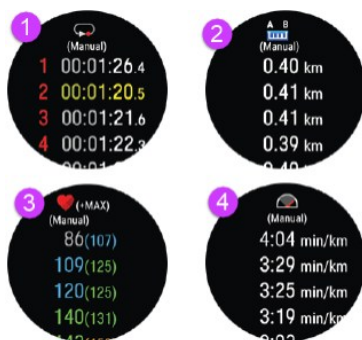 1
(Manual)
1 00:01:26.4
2 00:01:20.5
3 00:01:21.6
4 00:01:22.3
2
A B
(Manual)
0.40 km
0.41 km
0.41 km
0.39 km
3
(+MAX)
(Manual)
86(107)
109(125)
120(125)
140(131)
4
(Manual)
4:04 min/km
3:29 min/km
3:25 min/km
3:19 min/km